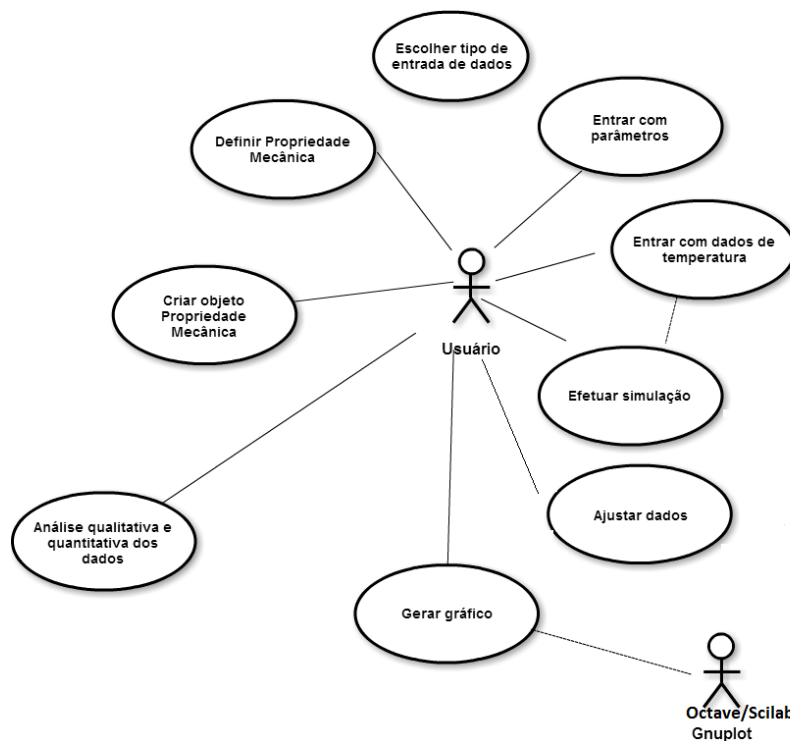 Escolher tipo de
entrada de dados
Entrar com
parâmetros
Definir Propriedade
Mecânica
Entrar com dados de
temperatura
Criar objeto
Propriedade
Mecânica
Usuário
Efetuar simulação
Ajustar dados
Análise qualitativa e
quantitativa dos
dados
Gerar gráfico
Octave/Scilab
Gnuplot